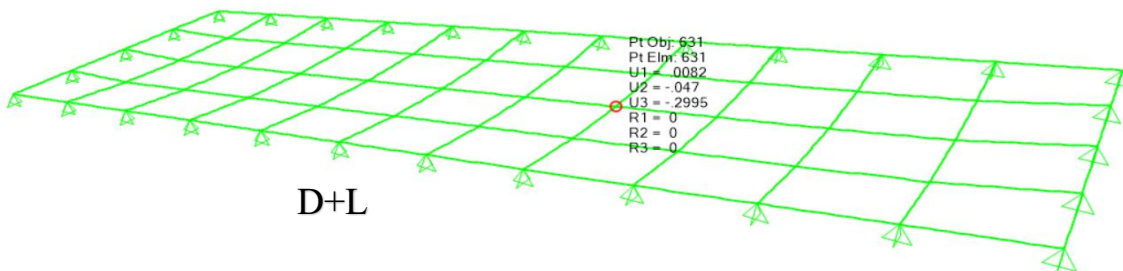 Pt Obj: 631
Pt Elm: 631
U1 = .0082
U2 = -.047
U3 = -.2995
R1 = 0
R2 = 0
R3 = 0
D+L